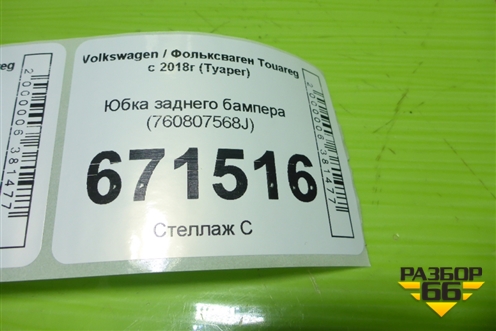 Volkswagen / Фольксваген Touareg
с 2018г (Туарег)
Юбка заднего бампера
(760807568J)
671516
Стеллаж С
2000006381477
2000006381477
РАЗБОР
66